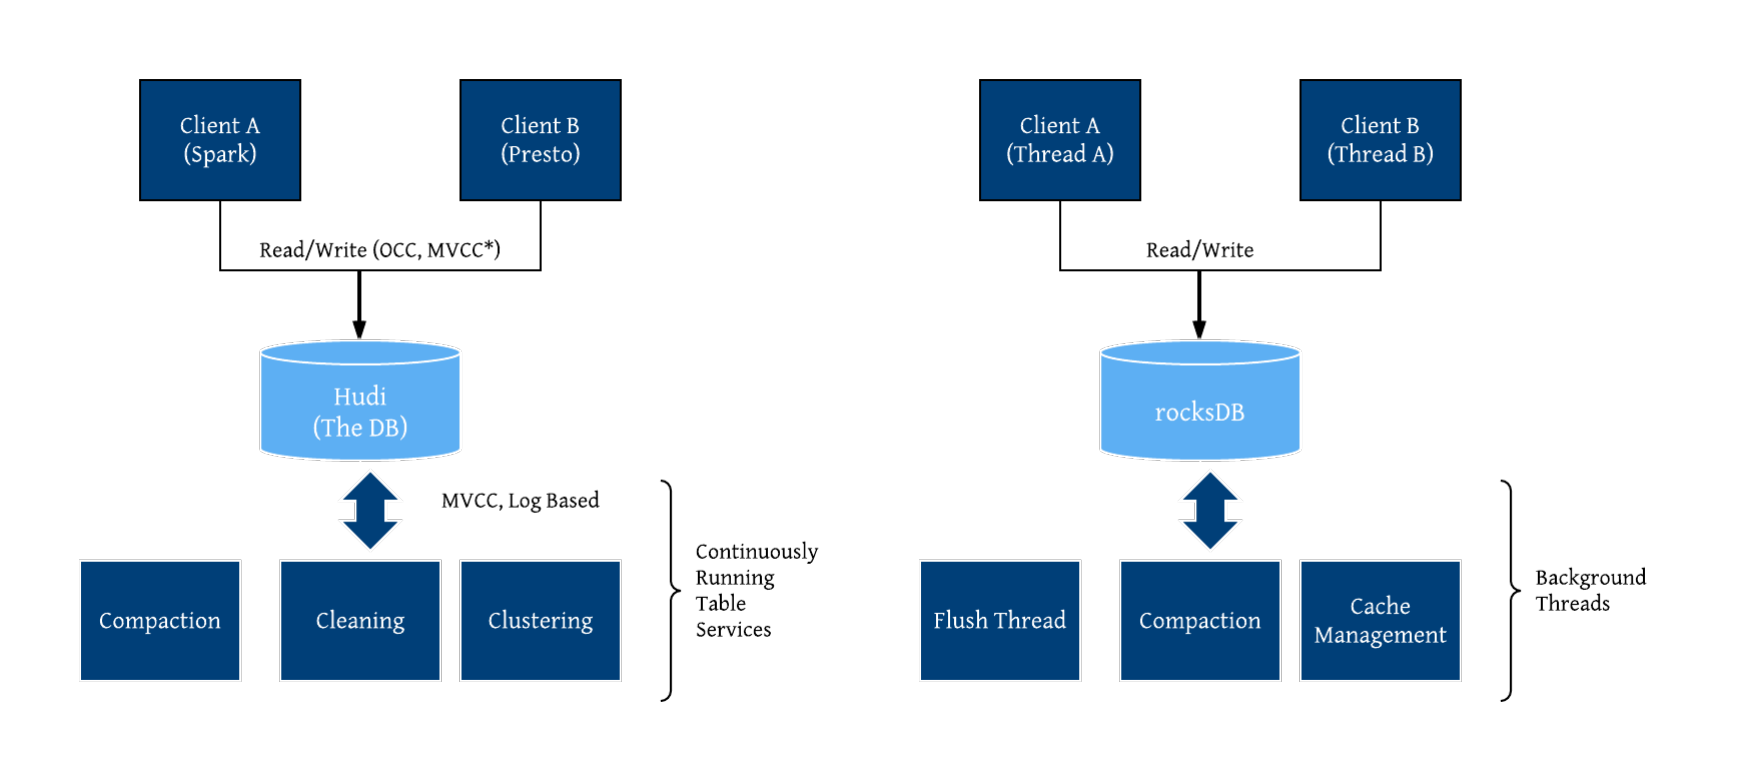 Client A
(Spark)
Client B
(Presto)
Read/Write (OCC, MVCC*)
Hudi
(The DB)
MVCC, Log Based
Compaction
Cleaning
Clustering
Continuously
Running
Table
Services
Client A
(Thread A)
Client B
(Thread B)
Read/Write
rocksDB
Flush Thread
Compaction
Cache
Management
Background
Threads